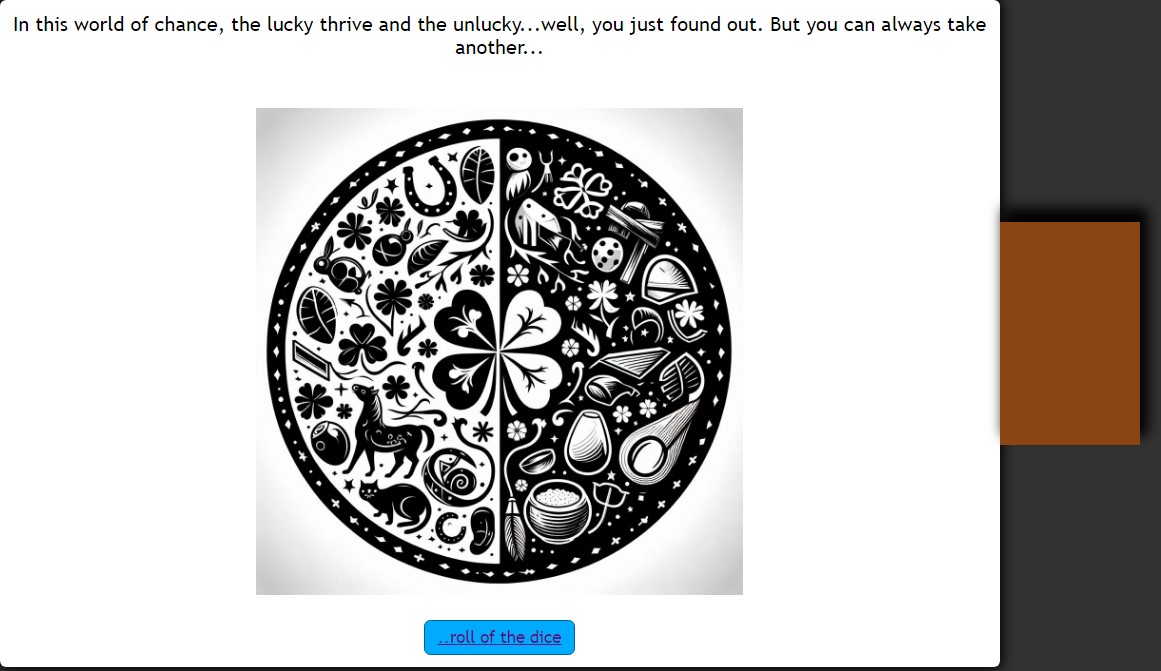 In this world of chance, the lucky thrive and the unlucky...well, you just found out. But you can always take
another...
..roll of the dice